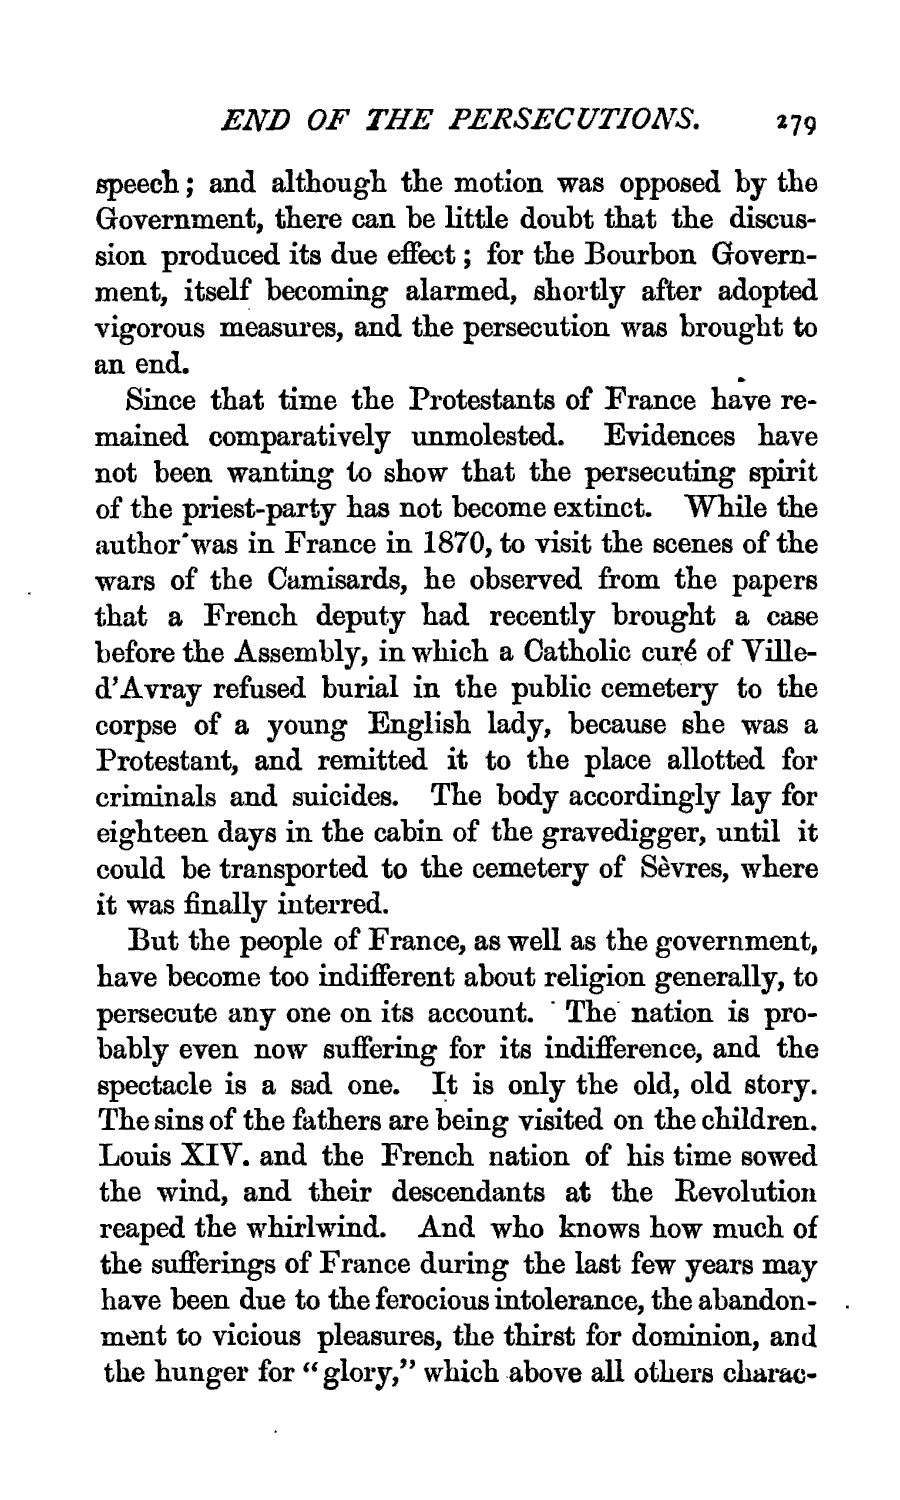 END OF THE PERSECUTIONS. 279
speech; and although the motion was opposed by the
Government, there can be little doubt that the discus-
sion produced its due effect; for the Bourbon Govern-
ment, itself becoming alarmed, shortly after adopted
vigorous measures, and the persecution was brought to
an end.
Since that time the Protestants of France have re-
mained comparatively unmolested. Evidences have
not been wanting to show that the persecuting spirit
of the priest-party has not become extinct. While the
author was in France in 1870, to visit the scenes of the
wars of the Camisards, he observed from the papers
that a French deputy had recently brought a case
before the Assembly, in which a Catholic curé of Ville-
d'Avray refused burial in the public cemetery to the
corpse of a young English lady, because she was a
Protestant, and remitted it to the place allotted for
criminals and suicides. The body accordingly lay for
eighteen days in the cabin of the gravedigger, until it
could be transported to the cemetery of Sèvres, where
it was finally interred.
But the people of France, as well as the government,
have become too indifferent about religion generally, to
persecute any one on its account. The nation is pro-
bably even now suffering for its indifference, and the
spectacle is a sad one. It is only the old, old story.
The sins of the fathers are being visited on the children.
Louis XIV. and the French nation of his time sowed
the wind, and their descendants at the Revolution
reaped the whirlwind. And who knows how much of
the sufferings of France during the last few years may
have been due to the ferocious intolerance, the abandon-
ment to vicious pleasures, the thirst for dominion, and
the hunger for "glory," which above all others charac-